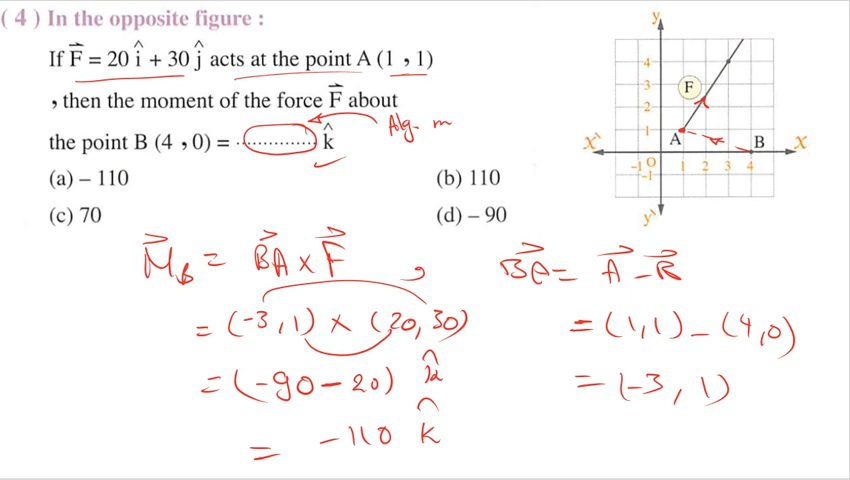 ( 4 ) In the opposite figure :
If F⃗ = 20 î + 30 ĵ acts at the point A (1 , 1)
, then the moment of the force F⃗ about
Alg. m
the point B (4 , 0) = .............. k̂
(a) – 110
(b) 110
(c) 70
(d) – 90
y
4
3
2
1
F
A
B
x'
x
–1 O 1 2 3 4
–1
y'
M⃗_B = B⃗A × F⃗
= (-3, 1) × (20, 30)
= (-90 - 20) k̂
= -110 k̂
B⃗A = A⃗ - B⃗
= (1, 1) - (4, 0)
= (-3, 1)